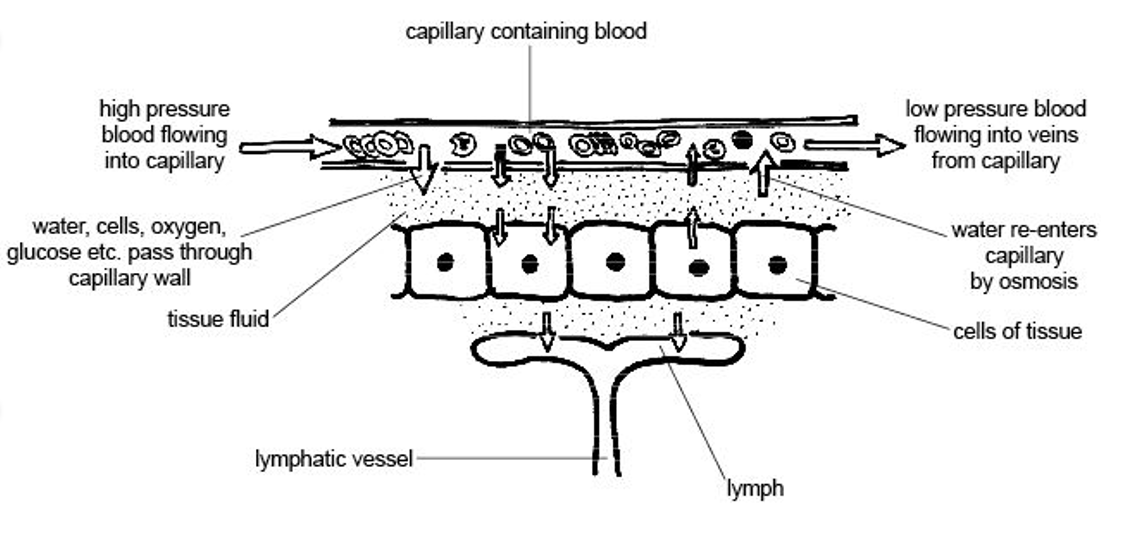 capillary containing blood
high pressure
blood flowing
into capillary
low pressure blood
flowing into veins
from capillary
water, cells, oxygen,
glucose etc. pass through
capillary wall
water re-enters
capillary
by osmosis
tissue fluid
cells of tissue
lymphatic vessel
lymph